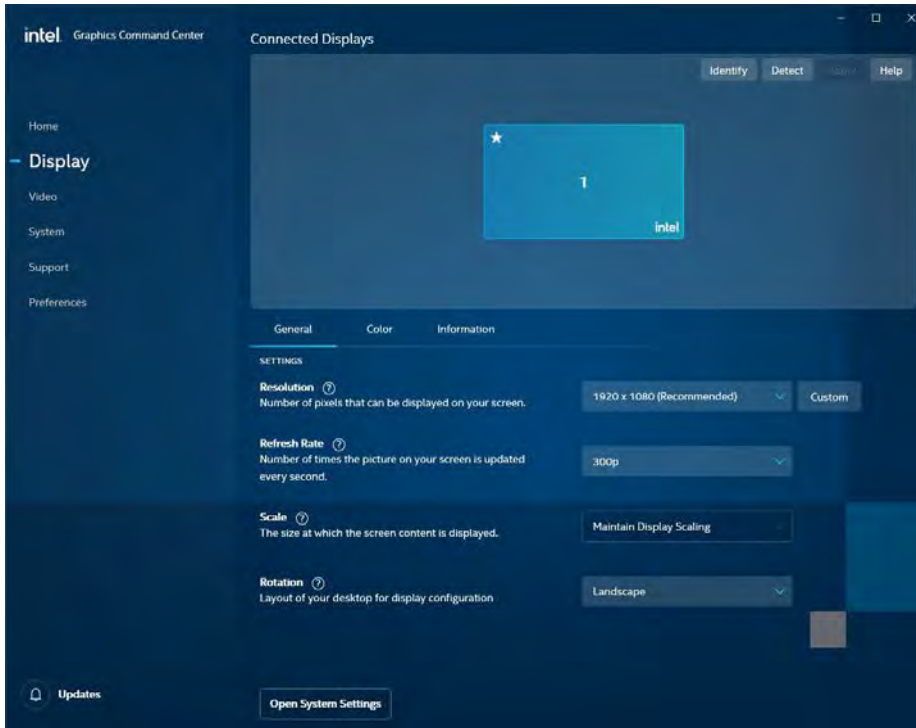 intel. Graphics Command Center
Home
Display
Video
System
Support
Preferences
Updates
Connected Displays
Identify
Detect
Help
1
intel
General
Color
Information
SETTINGS
Resolution ?
Number of pixels that can be displayed on your screen.
1920 x 1080 (Recommended)
Custom
Refresh Rate ?
Number of times the picture on your screen is updated
every second.
300p
Scale ?
The size at which the screen content is displayed.
Maintain Display Scaling
Rotation ?
Layout of your desktop for display configuration
Landscape
Open System Settings